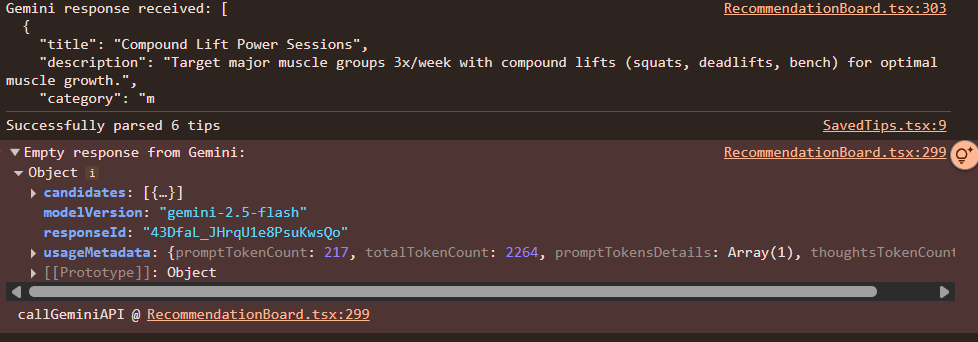 Gemini response received: [ RecommendationBoard.tsx:303
{
"title": "Compound Lift Power Sessions",
"description": "Target major muscle groups 3x/week with compound lifts (squats, deadlifts, bench) for optimal
muscle growth.",
"category": "m
Successfully parsed 6 tips SavedTips.tsx:9
▼Empty response from Gemini: RecommendationBoard.tsx:299
▼ Object i
▶ candidates: [{…}]
modelVersion: "gemini-2.5-flash"
responseId: "43DfaL_JHrqU1e8PsuKwsQo"
▶ usageMetadata: {promptTokenCount: 217, totalTokenCount: 2264, promptTokensDetails: Array(1), thoughtsTokenCoun
▶ [[Prototype]]: Object
callGeminiAPI @ RecommendationBoard.tsx:299